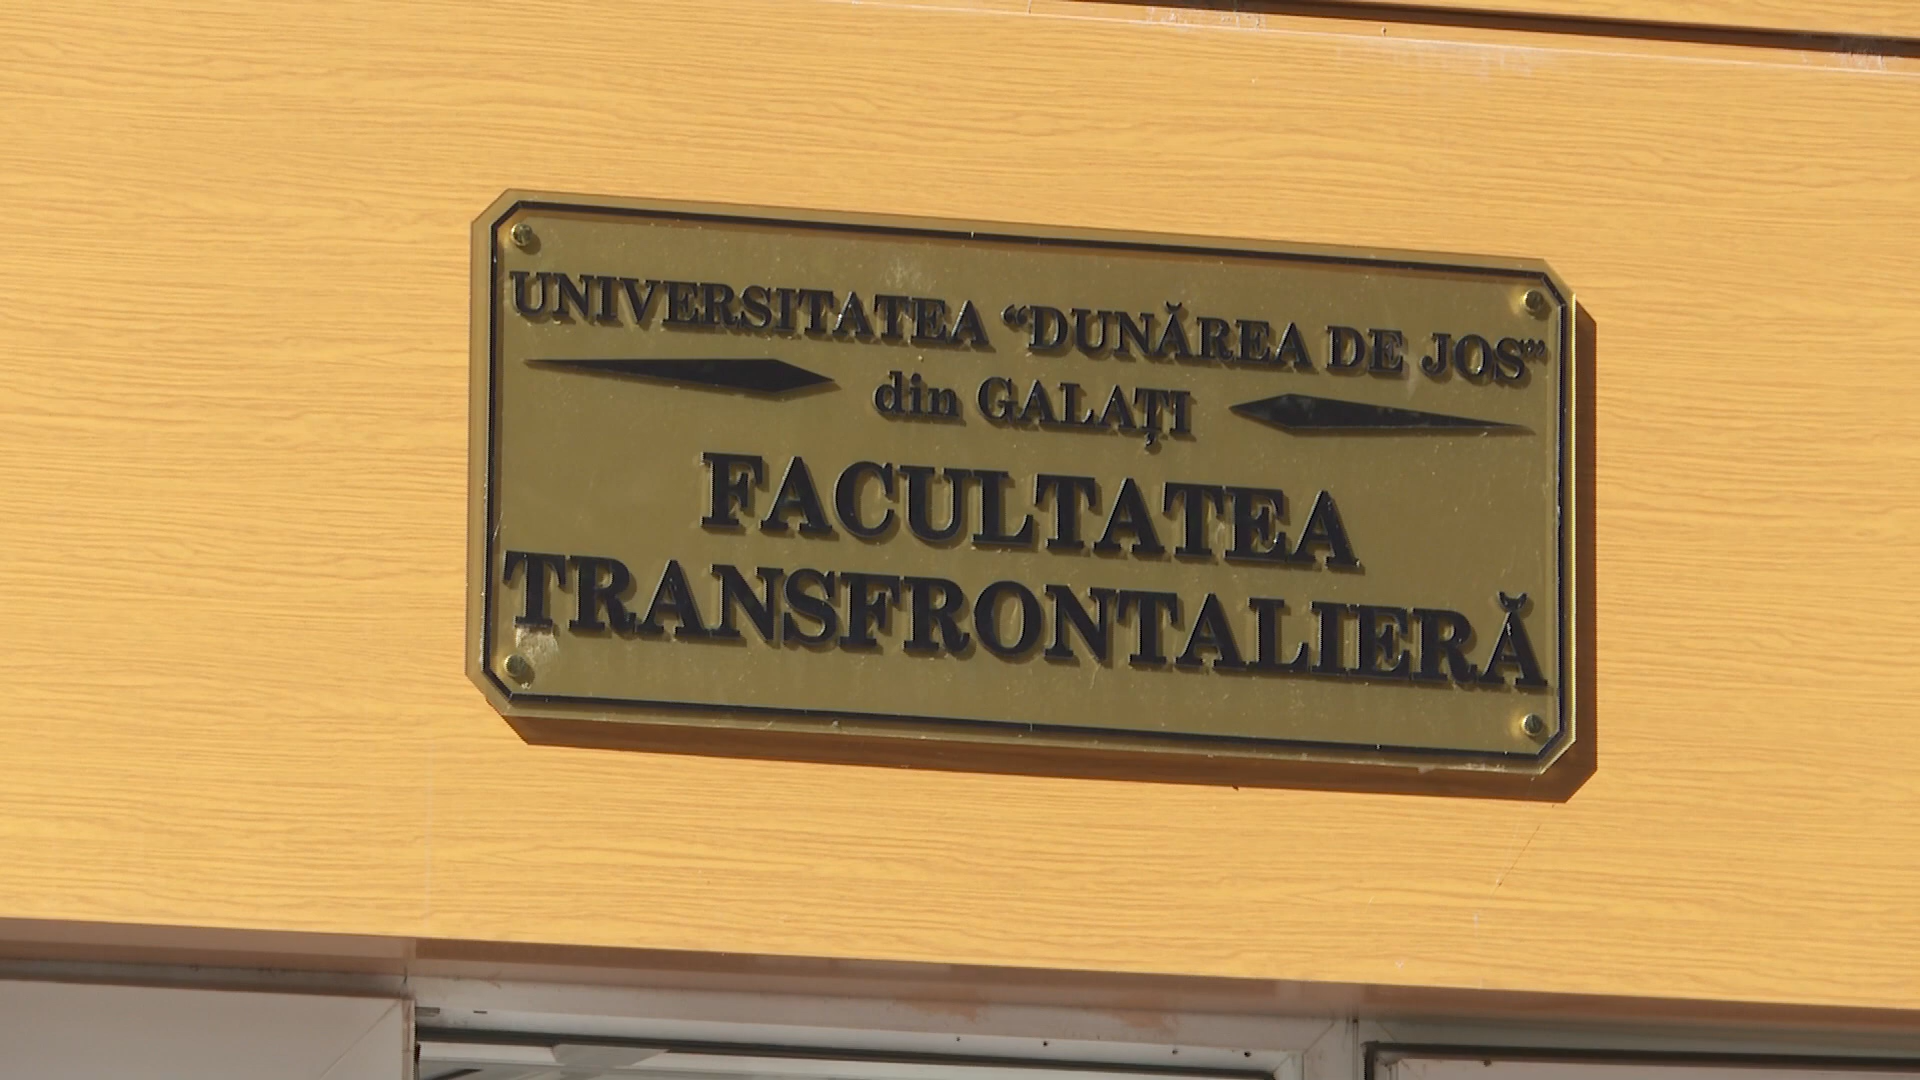 UNIVERSITATEA “DUNĂREA DE JOS”
din GALAȚI
FACULTATEA
TRANSFRONTALIERĂ